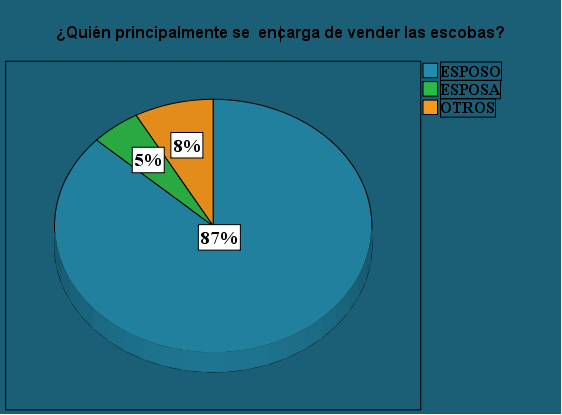 ¿Quién principalmente se encarga de vender las escobas?
ESPOSO
ESPOSA
OTROS
8%
5%
87%